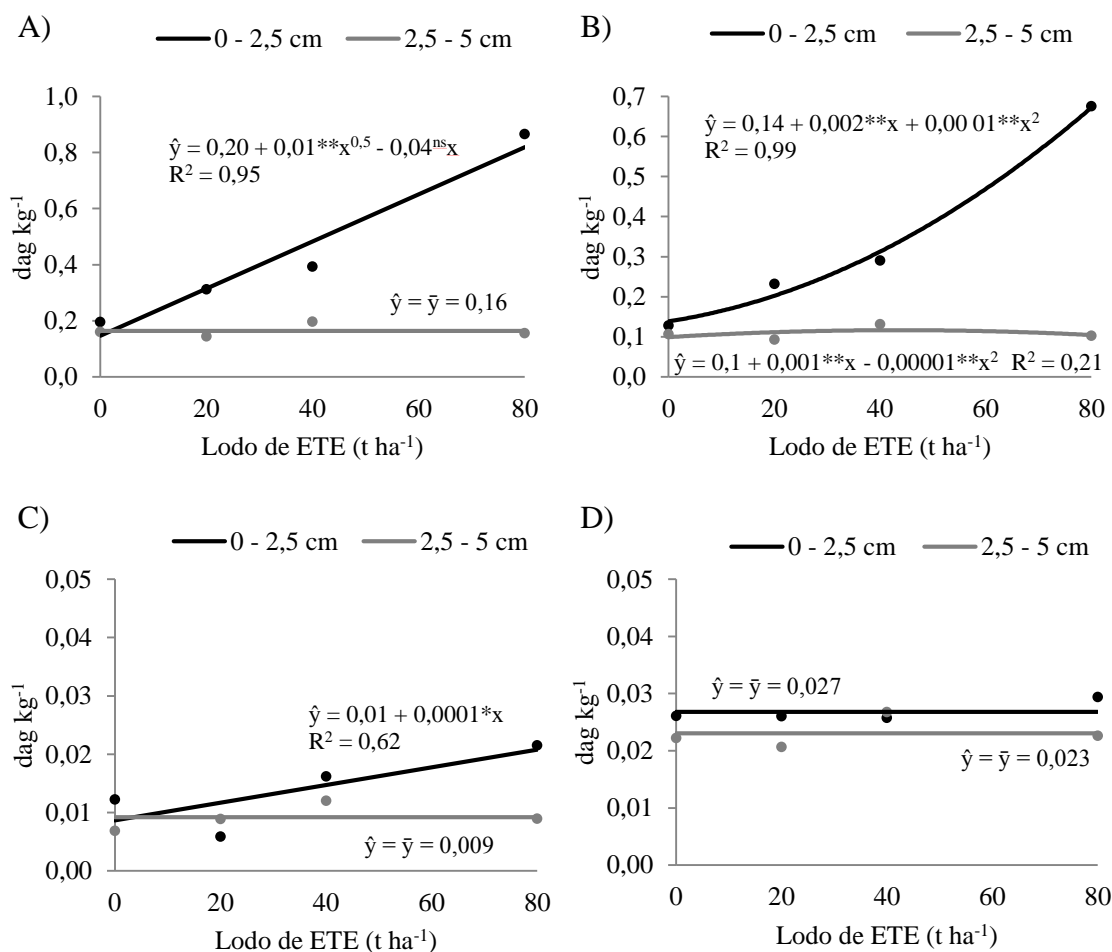 A)
0 - 2,5 cm 2,5 - 5 cm
1,0
0,8
0,6
0,4
0,2
0,0
dag kg⁻¹
ŷ = 0,20 + 0,01**x⁰,⁵ - 0,04ⁿˢx
R² = 0,95
ŷ = ȳ = 0,16
0 20 40 60 80
Lodo de ETE (t ha⁻¹)
B)
0 - 2,5 cm 2,5 - 5 cm
0,7
0,6
0,5
0,4
0,3
0,2
0,1
0,0
dag kg⁻¹
ŷ = 0,14 + 0,002**x + 0,00 01**x²
R² = 0,99
ŷ = 0,1 + 0,001**x - 0,00001**x² R² = 0,21
0 20 40 60 80
Lodo de ETE (t ha⁻¹)
C)
0 - 2,5 cm 2,5 - 5 cm
0,05
0,04
0,03
0,02
0,01
0,00
dag kg⁻¹
ŷ = 0,01 + 0,0001*x
R² = 0,62
ŷ = ȳ = 0,009
0 20 40 60 80
Lodo de ETE (t ha⁻¹)
D)
0 - 2,5 cm 2,5 - 5 cm
0,05
0,04
0,03
0,02
0,01
0,00
dag kg⁻¹
ŷ = ȳ = 0,027
ŷ = ȳ = 0,023
0 20 40 60 80
Lodo de ETE (t ha⁻¹)